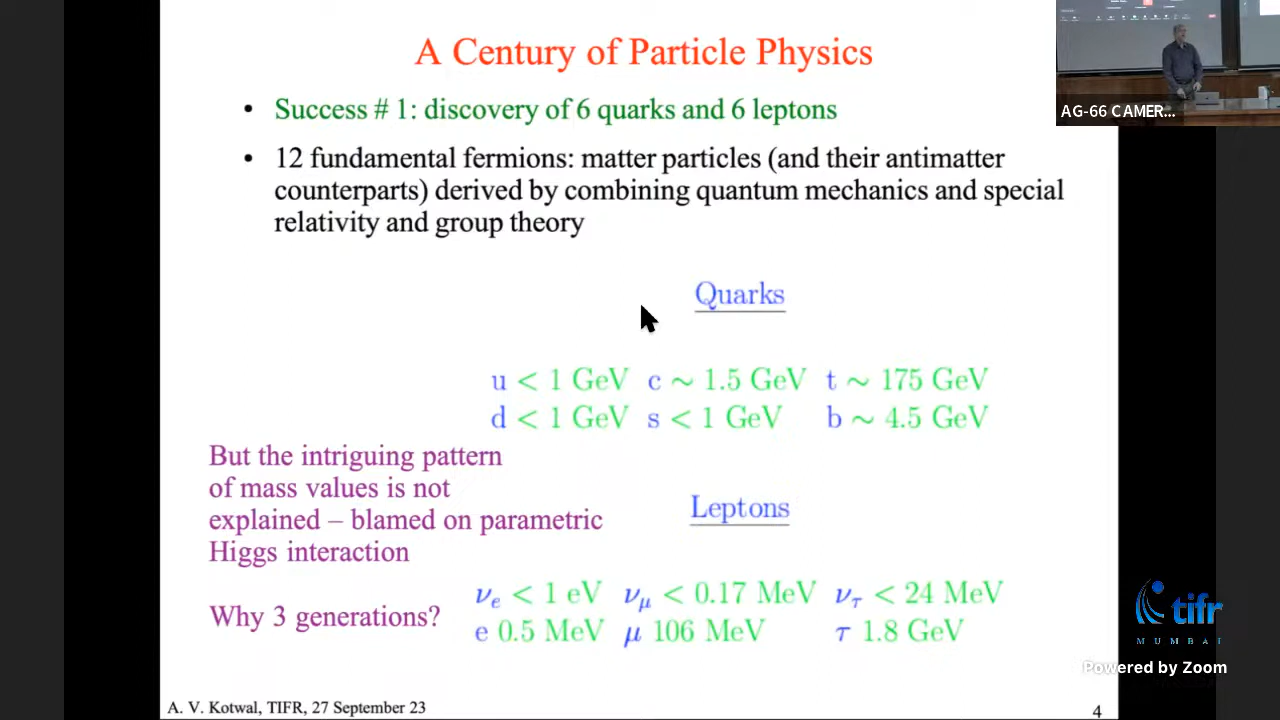 A Century of Particle Physics
• Success # 1: discovery of 6 quarks and 6 leptons
• 12 fundamental fermions: matter particles (and their antimatter
counterparts) derived by combining quantum mechanics and special
relativity and group theory
Quarks
u < 1 GeV c ∼ 1.5 GeV t ∼ 175 GeV
d < 1 GeV s < 1 GeV b ∼ 4.5 GeV
But the intriguing pattern
of mass values is not
explained – blamed on parametric
Higgs interaction
Why 3 generations?
Leptons
νe < 1 eV νμ < 0.17 MeV ντ < 24 MeV
e 0.5 MeV μ 106 MeV τ 1.8 GeV
A. V. Kotwal, TIFR, 27 September 23
4
AG-66 CAMER...
tifr
MUMBAI
Powered by Zoom